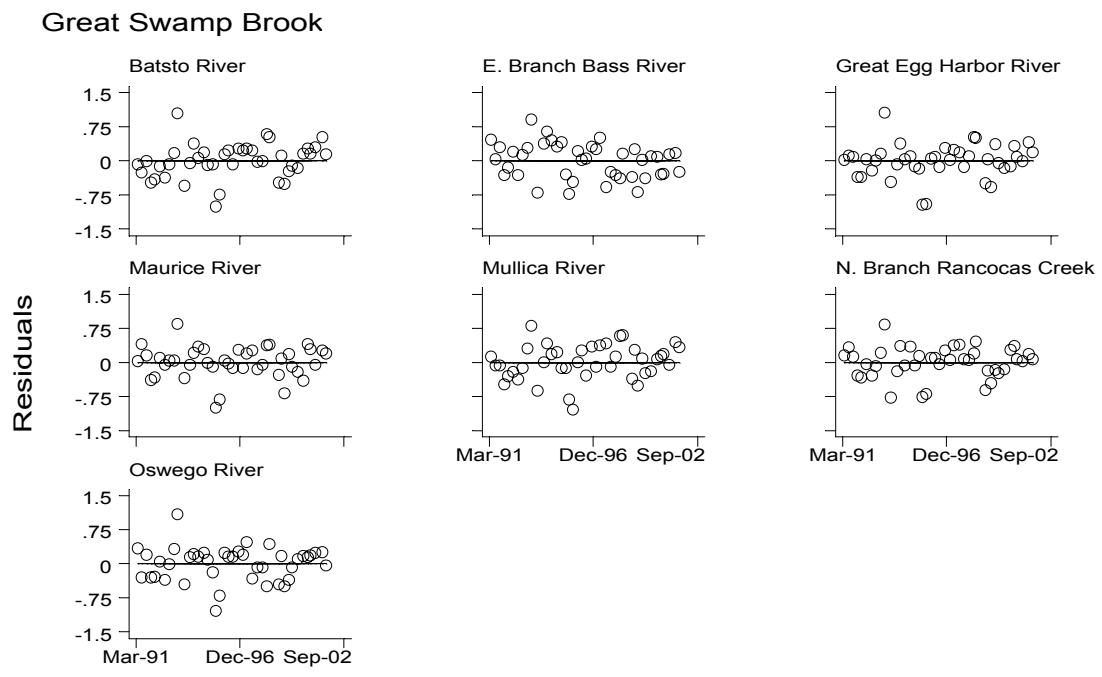 Great Swamp Brook
Batsto River
E. Branch Bass River
Great Egg Harbor River
1.5
.75
0
-.75
-1.5
Maurice River
Mullica River
N. Branch Rancocas Creek
Residuals
1.5
.75
0
-.75
-1.5
Mar-91 Dec-96 Sep-02
Mar-91 Dec-96 Sep-02
Oswego River
1.5
.75
0
-.75
-1.5
Mar-91 Dec-96 Sep-02